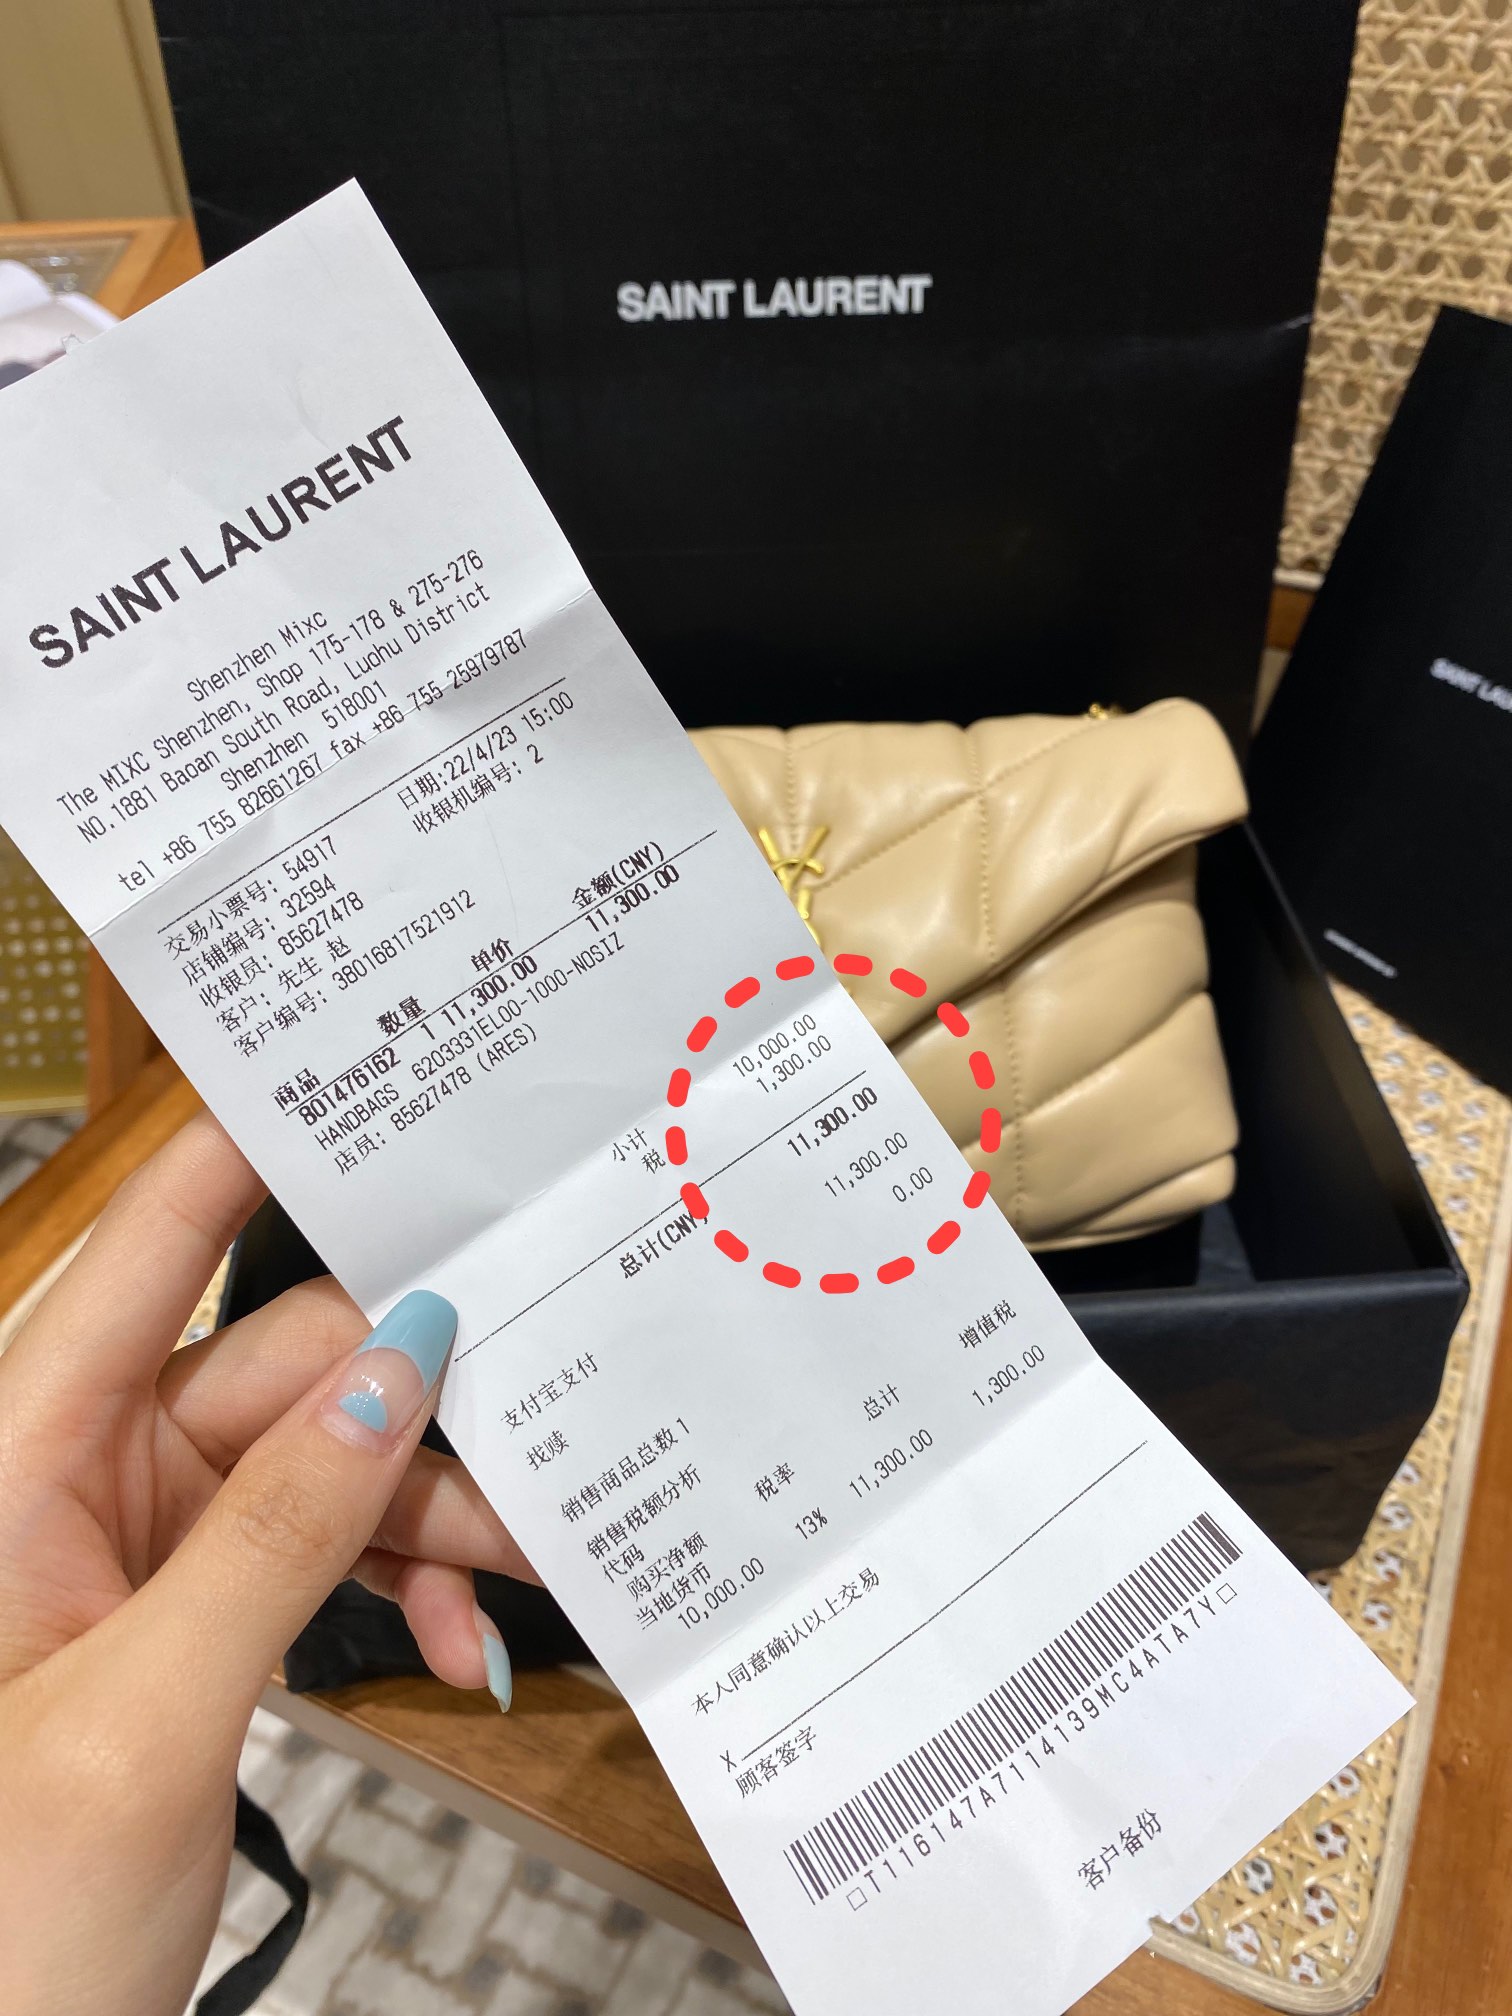 SAINT LAURENT
SAINT LAURENT
Shenzhen Mixc
The MIXC Shenzhen, Shop 175-178 & 275-276
NO.1881 Baoan South Road, Luohu District
Shenzhen 518001
tel +86 755 82661267 fax +86 755 25979787
交易小票号: 54917 日期:22/4/23 15:00
店铺编号: 32594 收银机编号: 2
收银员: 85627478
客户: 先生 赵
客户编号: 38016817521912
商品 数量 单价 金额(CNY)
801476162 1 11,300.00 11,300.00
HANDBAGS 6203331EL00-1000-NOSIZ
店员: 85627478 (ARES)
小计 10,000.00
税 1,300.00
总计(CNY) 11,300.00
支付宝支付 11,300.00
找赎 0.00
销售商品总数 1
销售税额分析
代码 税率 总计 增值税
购买净额 13% 11,300.00 1,300.00
当地货币
10,000.00
本人同意确认以上交易
X
顾客签字
T116147A7114139MC4ATA7Y
客户备份